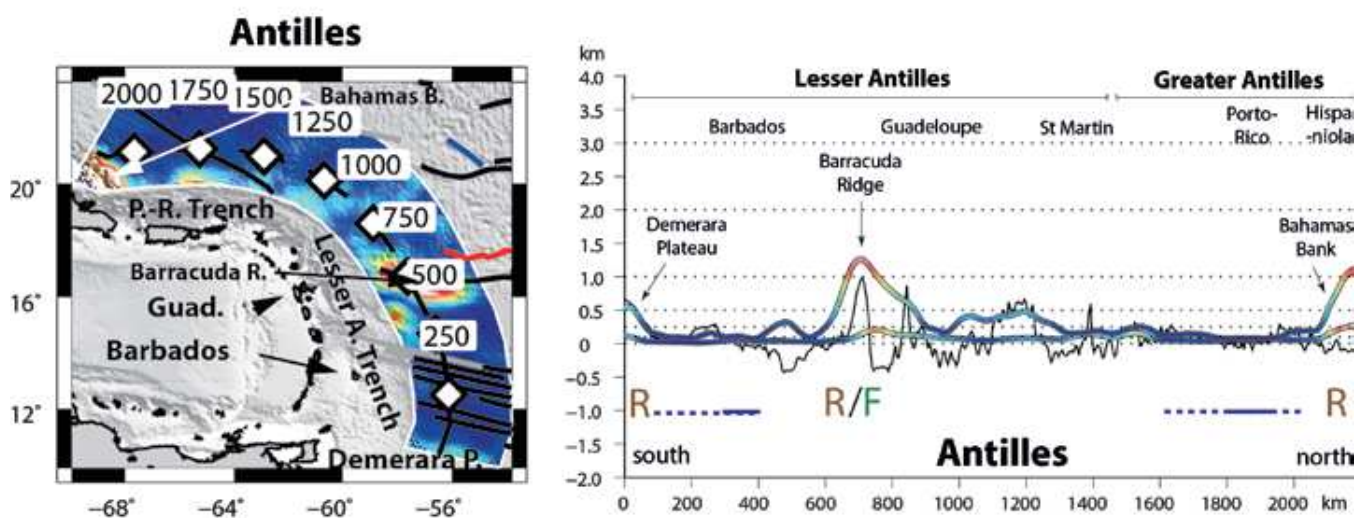 Antilles
2000
1750
1500
1250
Bahamas B.
1000
20°
P.-R. Trench
750
Barracuda R.
500
16°
Guad.
Lesser A. Trench
250
Barbados
12°
Demerara P.
−68° −64° −60° −56°
km
4.0
3.5
3.0
2.5
2.0
1.5
1.0
0.5
0
−0.5
−1.0
−1.5
−2.0
Lesser Antilles
Greater Antilles
Barbados
Guadeloupe
St Martin
Porto-
Rico
Hispa
-niola
Barracuda
Ridge
Demerara
Plateau
Bahamas
Bank
R
R/F
R
south
Antilles
north
0 200 400 600 800 1000 1200 1400 1600 1800 2000 km